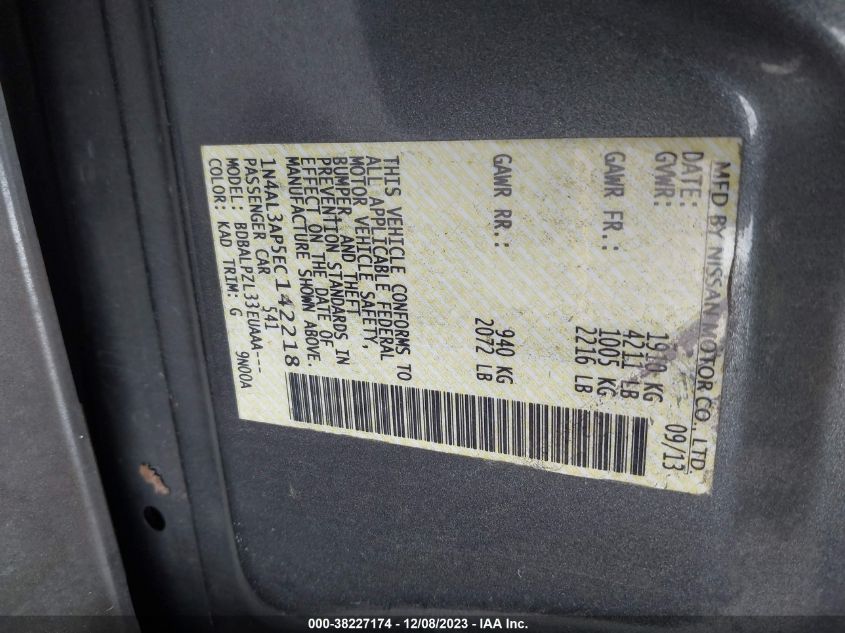 MFD BY NISSAN MOTOR CO., LTD.
DATE: 09/13
GVWR: 1910 KG
4211 LB
GAWR FR.: 1005 KG
2216 LB
GAWR RR.: 940 KG
2072 LB
THIS VEHICLE CONFORMS TO
ALL APPLICABLE FEDERAL
MOTOR VEHICLE SAFETY,
BUMPER, AND THEFT
PREVENTION STANDARDS IN
EFFECT ON THE DATE OF
MANUFACTURE SHOWN ABOVE.
1N4AL3AP5EC142218
PASSENGER CAR 541
MODEL: BDBALPZL33EUAAA---
COLOR: KAD TRIM: G 9N00A
000-38227174 - 12/08/2023 - IAA Inc.